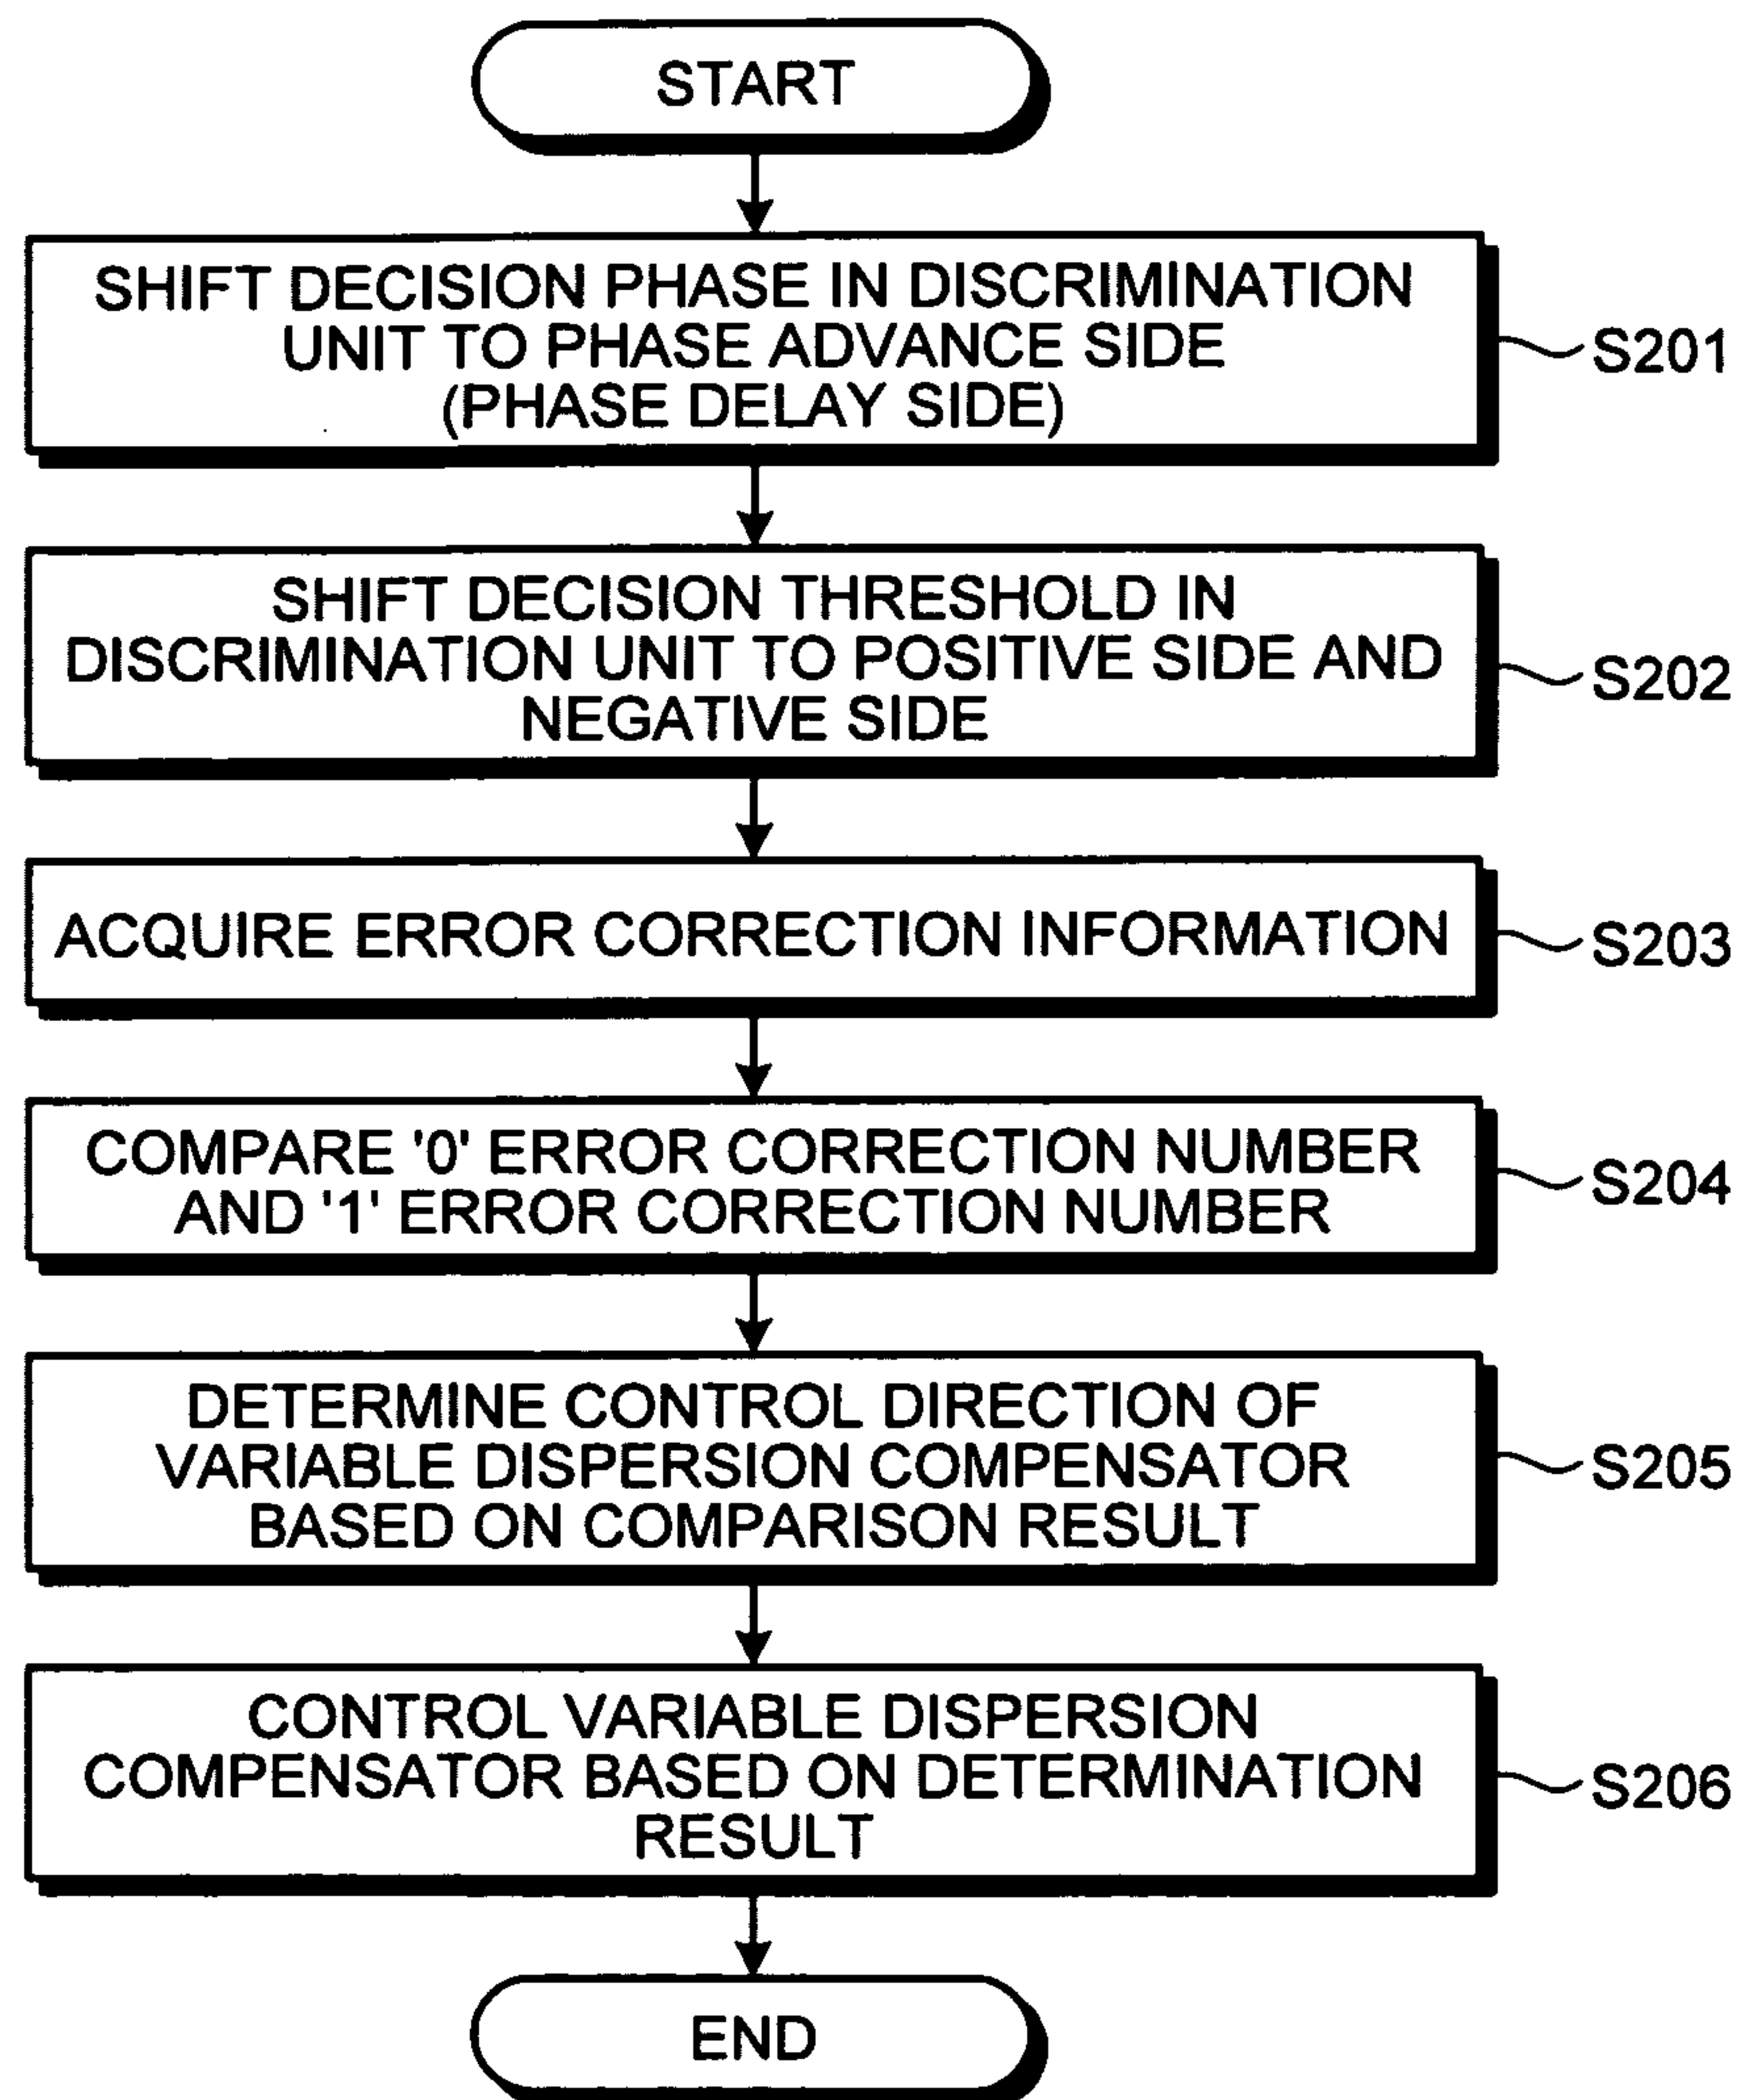 START
SHIFT DECISION PHASE IN DISCRIMINATION
UNIT TO PHASE ADVANCE SIDE
(PHASE DELAY SIDE)
S201
SHIFT DECISION THRESHOLD IN
DISCRIMINATION UNIT TO POSITIVE SIDE AND
NEGATIVE SIDE
S202
ACQUIRE ERROR CORRECTION INFORMATION
S203
COMPARE '0' ERROR CORRECTION NUMBER
AND '1' ERROR CORRECTION NUMBER
S204
DETERMINE CONTROL DIRECTION OF
VARIABLE DISPERSION COMPENSATOR
BASED ON COMPARISON RESULT
S205
CONTROL VARIABLE DISPERSION
COMPENSATOR BASED ON DETERMINATION
RESULT
S206
END